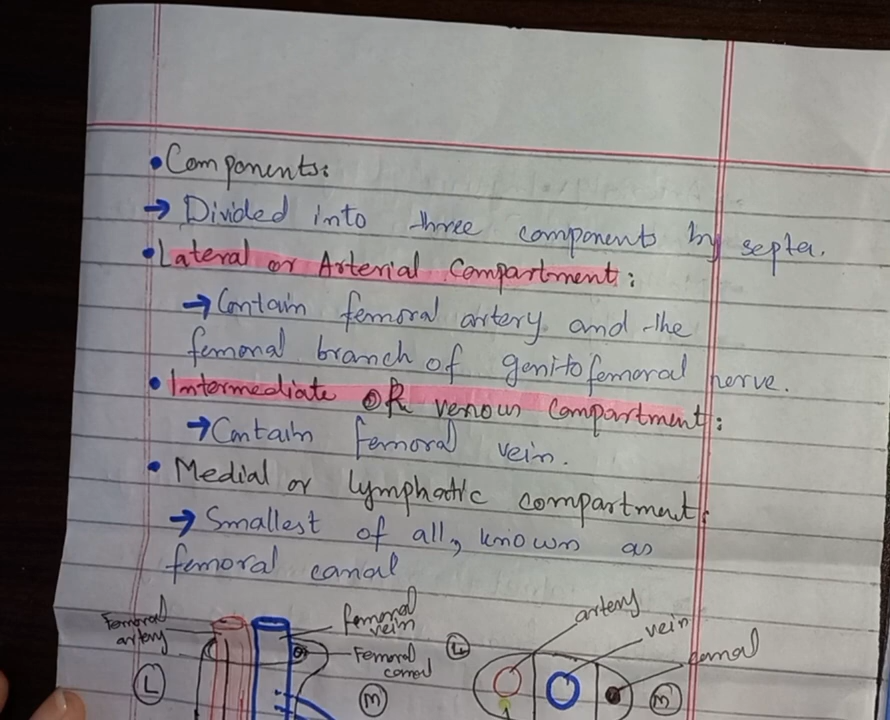 • Components:
→ Divided into three components by septa.
• Lateral or Arterial Compartment:
→ Contain femoral artery and the
femoral branch of genitofemoral nerve.
• Intermediate OR venous Compartment:
→ Contain femoral vein.
• Medial or lymphatic compartment:
→ Smallest of all, known as
femoral canal
Femoral
artery
femoral
vein
Femoral
canal
L
M
L
artery
vein
canal
M